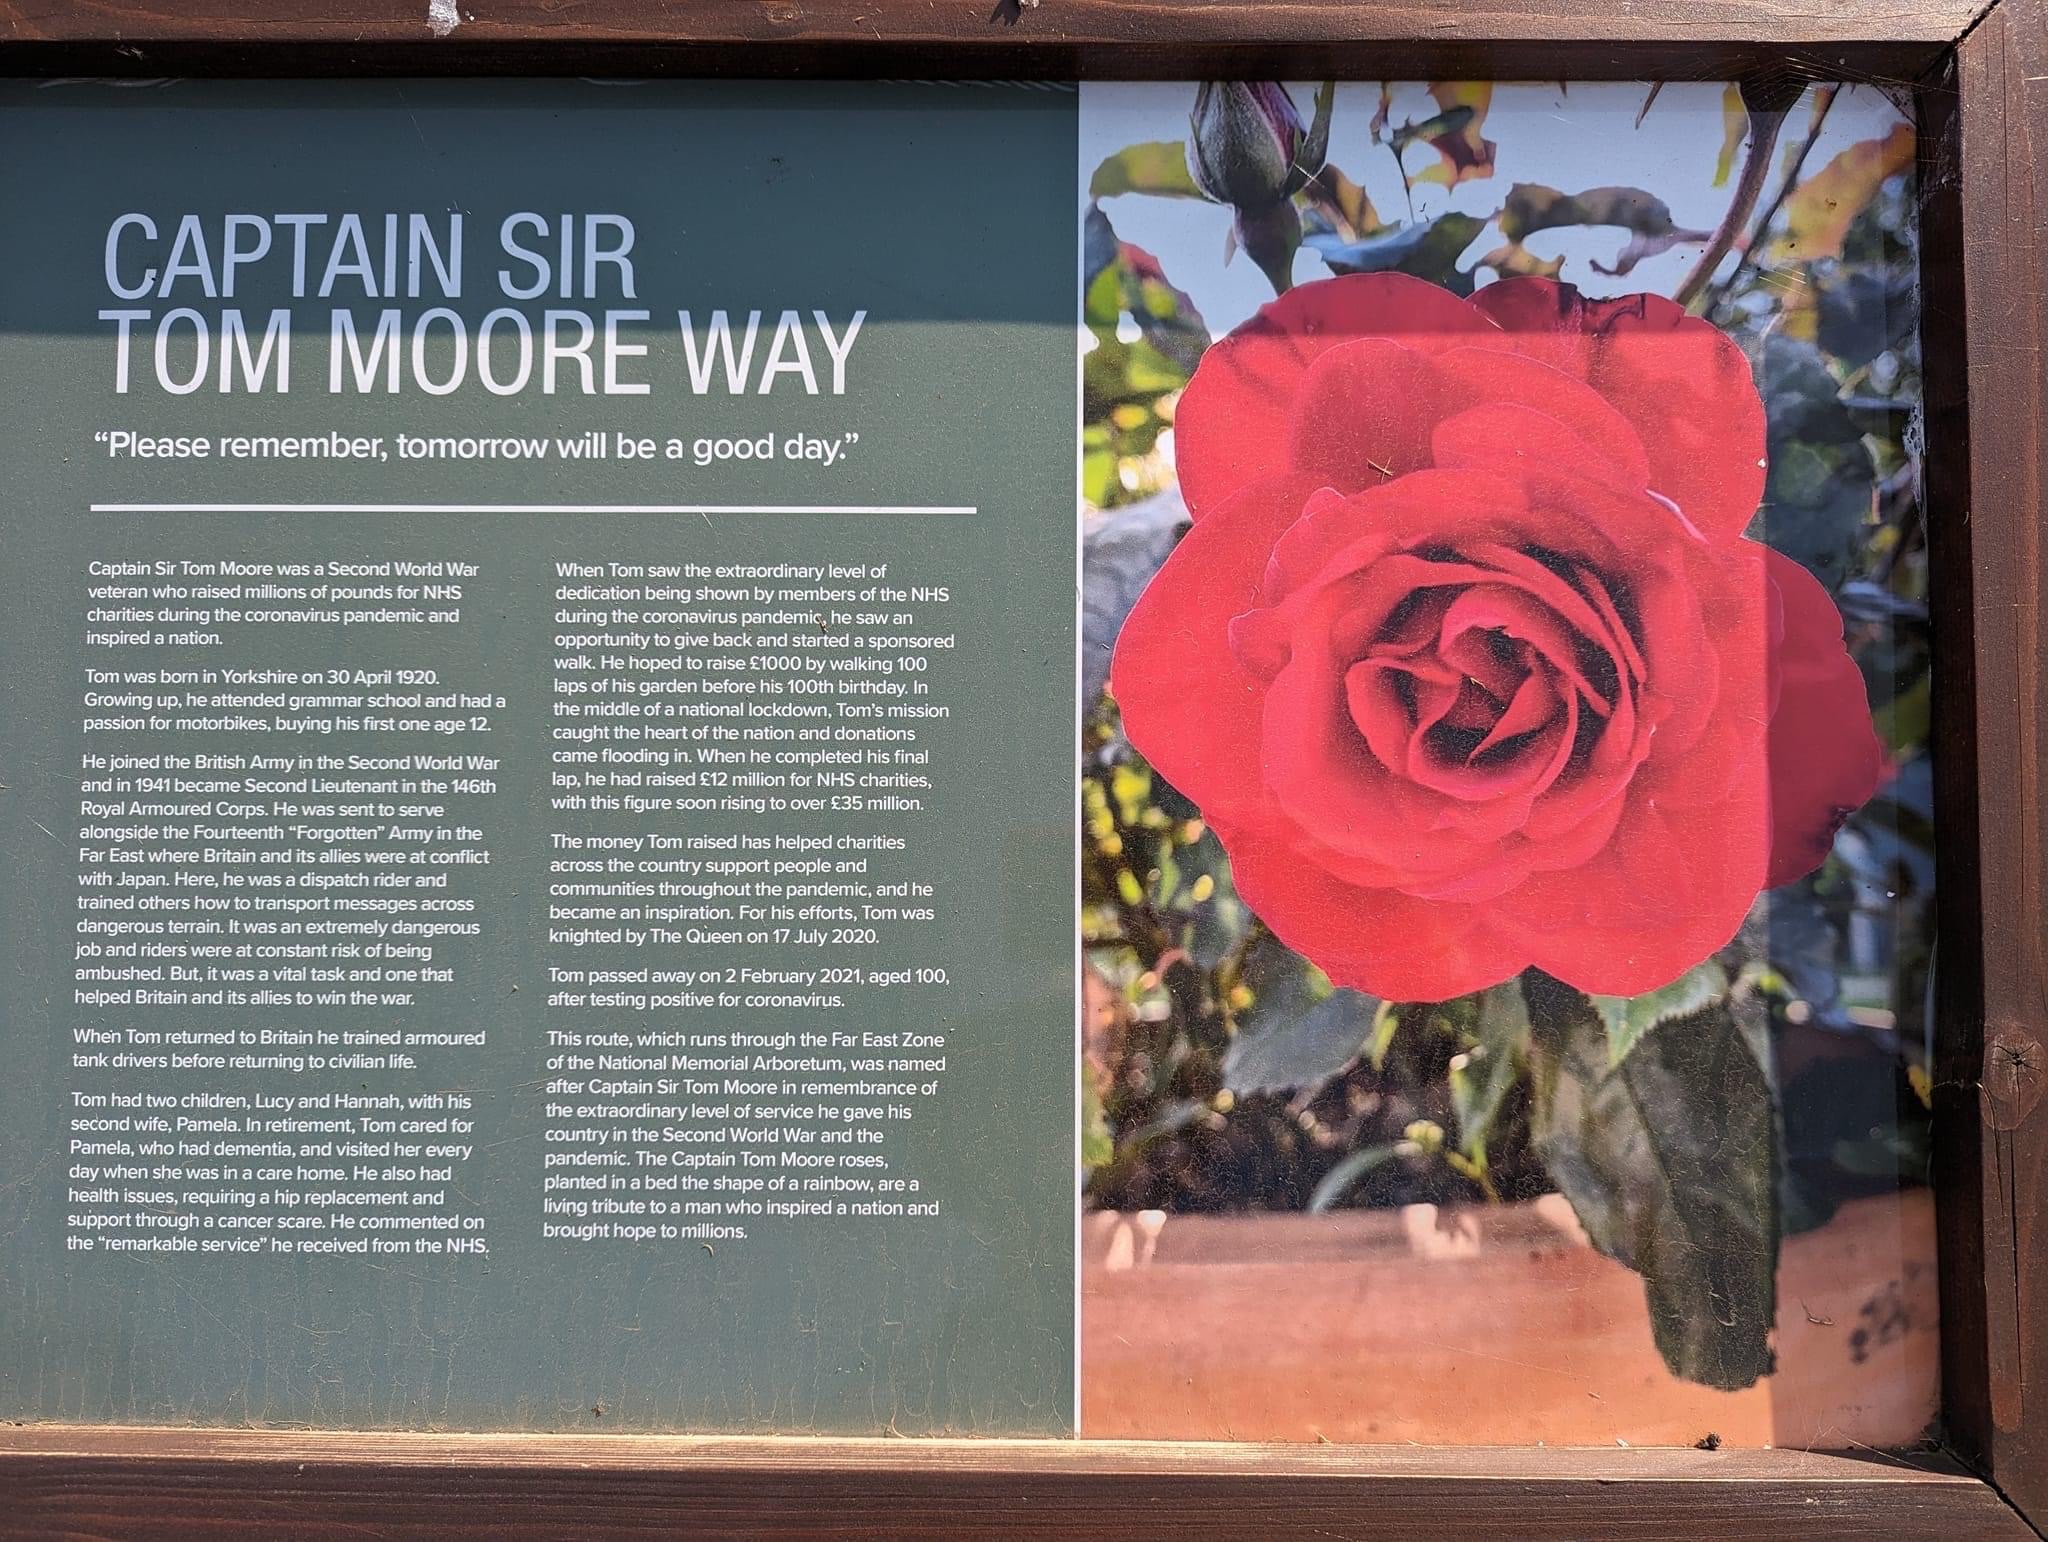 CAPTAIN SIR
TOM MOORE WAY
“Please remember, tomorrow will be a good day.”
Captain Sir Tom Moore was a Second World War
veteran who raised millions of pounds for NHS
charities during the coronavirus pandemic and
inspired a nation.
Tom was born in Yorkshire on 30 April 1920.
Growing up, he attended grammar school and had a
passion for motorbikes, buying his first one age 12.
He joined the British Army in the Second World War
and in 1941 became Second Lieutenant in the 146th
Royal Armoured Corps. He was sent to serve
alongside the Fourteenth “Forgotten” Army in the
Far East where Britain and its allies were at conflict
with Japan. Here, he was a dispatch rider and
trained others how to transport messages across
dangerous terrain. It was an extremely dangerous
job and riders were at constant risk of being
ambushed. But, it was a vital task and one that
helped Britain and its allies to win the war.
When Tom returned to Britain he trained armoured
tank drivers before returning to civilian life.
Tom had two children, Lucy and Hannah, with his
second wife, Pamela. In retirement, Tom cared for
Pamela, who had dementia, and visited her every
day when she was in a care home. He also had
health issues, requiring a hip replacement and
support through a cancer scare. He commented on
the “remarkable service” he received from the NHS.
When Tom saw the extraordinary level of
dedication being shown by members of the NHS
during the coronavirus pandemic, he saw an
opportunity to give back and started a sponsored
walk. He hoped to raise £1000 by walking 100
laps of his garden before his 100th birthday. In
the middle of a national lockdown, Tom’s mission
caught the heart of the nation and donations
came flooding in. When he completed his final
lap, he had raised £12 million for NHS charities,
with this figure soon rising to over £35 million.
The money Tom raised has helped charities
across the country support people and
communities throughout the pandemic, and he
became an inspiration. For his efforts, Tom was
knighted by The Queen on 17 July 2020.
Tom passed away on 2 February 2021, aged 100,
after testing positive for coronavirus.
This route, which runs through the Far East Zone
of the National Memorial Arboretum, was named
after Captain Sir Tom Moore in remembrance of
the extraordinary level of service he gave his
country in the Second World War and the
pandemic. The Captain Tom Moore roses,
planted in a bed the shape of a rainbow, are a
living tribute to a man who inspired a nation and
brought hope to millions.